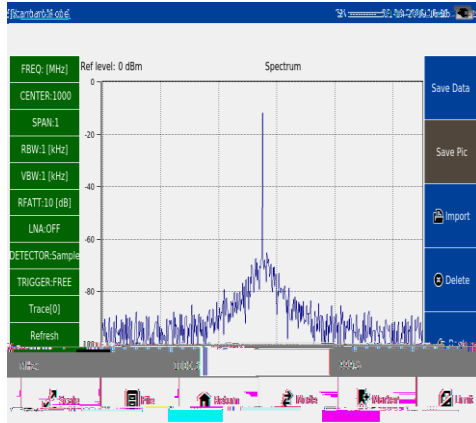 Ref level: 0 dBm
Spectrum
FREQ: [MHz]
CENTER:1000
SPAN:1
RBW:1 [kHz]
VBW:1 [kHz]
RFATT:10 [dB]
LNA:OFF
DETECTOR:Sample
TRIGGER:FREE
Trace[0]
Refresh
0
-20
-40
-60
-80
Save Data
Save Pic
Import
Delete
File
Return
Mode
Marker
Limit